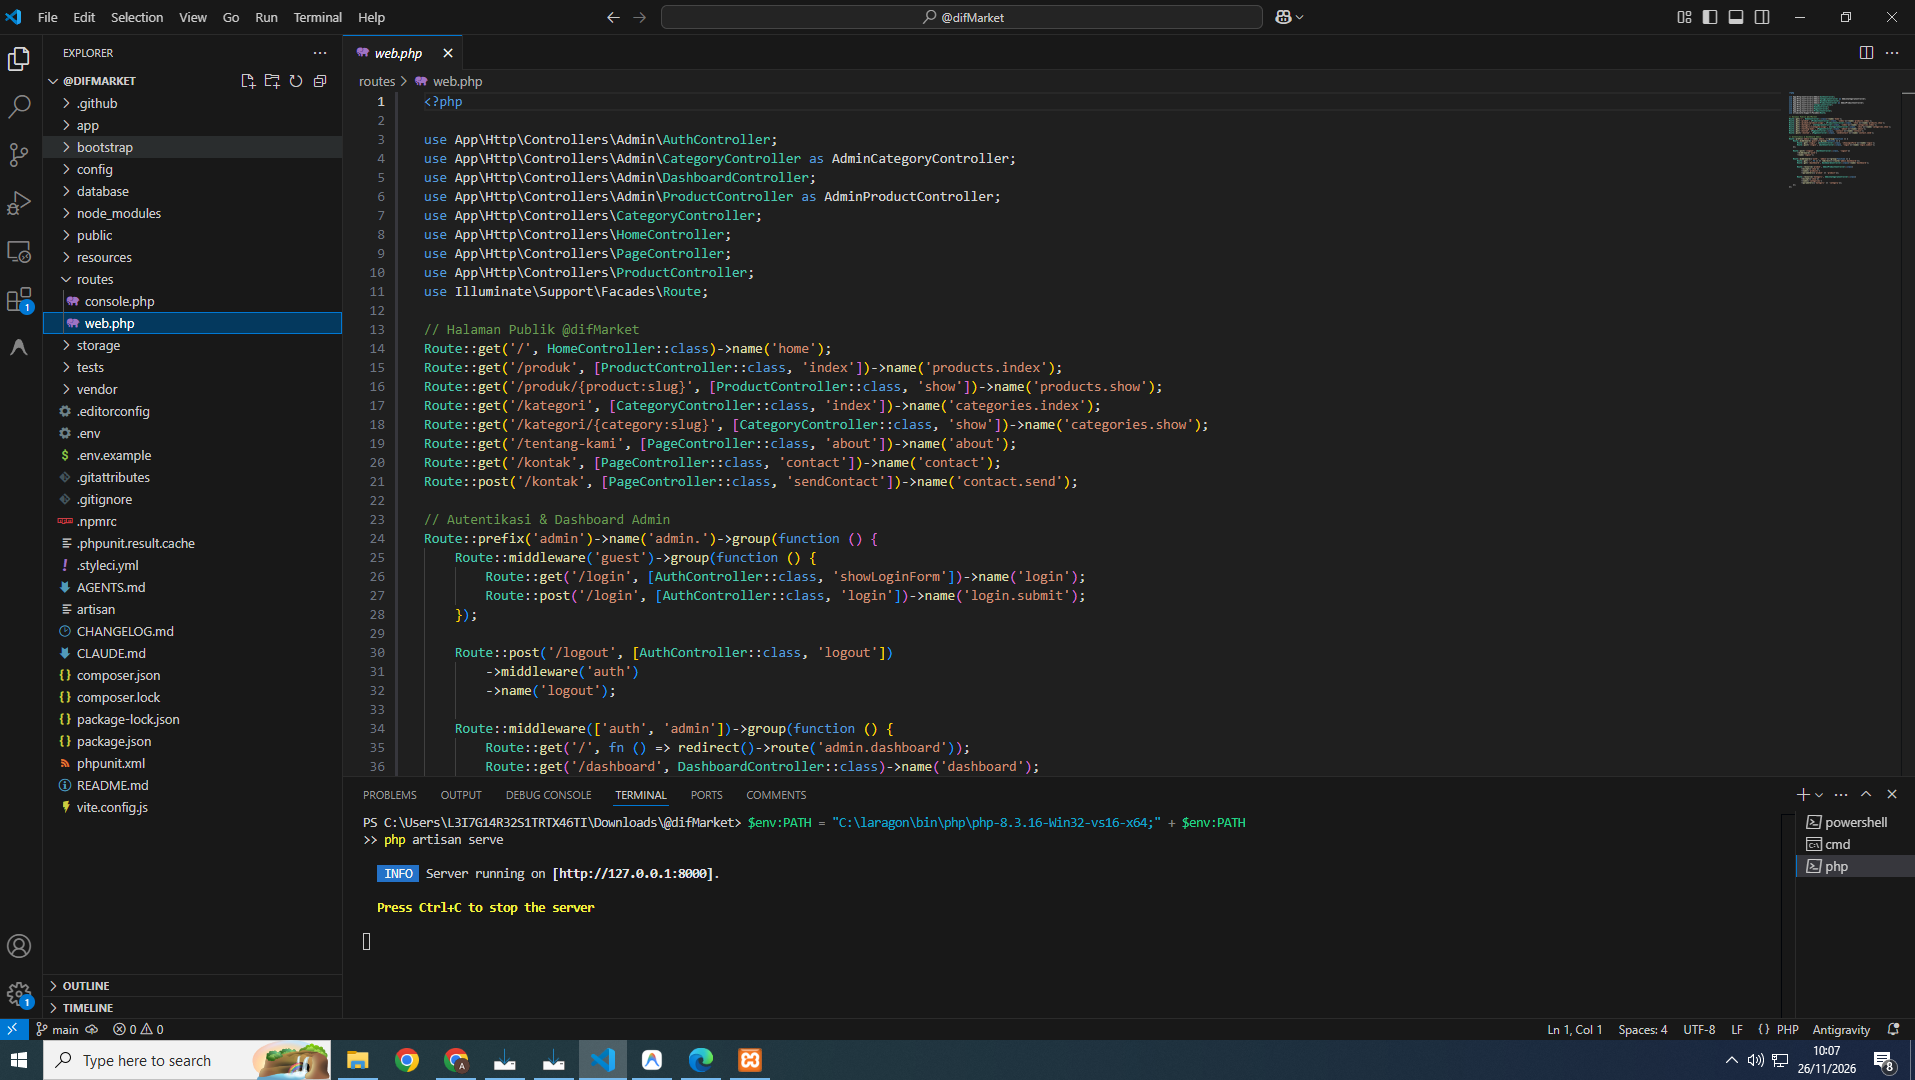 File Edit Selection View Go Run Terminal Help
@difMarket
EXPLORER
@DIFMARKET
.github
app
bootstrap
config
database
node_modules
public
resources
routes
console.php
web.php
storage
tests
vendor
.editorconfig
.env
.env.example
.gitattributes
.gitignore
.npmrc
.phpunit.result.cache
.styleci.yml
AGENTS.md
artisan
CHANGELOG.md
CLAUDE.md
composer.json
composer.lock
package-lock.json
package.json
phpunit.xml
README.md
vite.config.js
OUTLINE
TIMELINE
web.php
routes > web.php
1 <?php
2
3 use App\Http\Controllers\Admin\AuthController;
4 use App\Http\Controllers\Admin\CategoryController as AdminCategoryController;
5 use App\Http\Controllers\Admin\DashboardController;
6 use App\Http\Controllers\Admin\ProductController as AdminProductController;
7 use App\Http\Controllers\CategoryController;
8 use App\Http\Controllers\HomeController;
9 use App\Http\Controllers\PageController;
10 use App\Http\Controllers\ProductController;
11 use Illuminate\Support\Facades\Route;
12
13 // Halaman Publik @difMarket
14 Route::get('/', HomeController::class)->name('home');
15 Route::get('/produk', [ProductController::class, 'index'])->name('products.index');
16 Route::get('/produk/{product:slug}', [ProductController::class, 'show'])->name('products.show');
17 Route::get('/kategori', [CategoryController::class, 'index'])->name('categories.index');
18 Route::get('/kategori/{category:slug}', [CategoryController::class, 'show'])->name('categories.show');
19 Route::get('/tentang-kami', [PageController::class, 'about'])->name('about');
20 Route::get('/kontak', [PageController::class, 'contact'])->name('contact');
21 Route::post('/kontak', [PageController::class, 'sendContact'])->name('contact.send');
22
23 // Autentikasi & Dashboard Admin
24 Route::prefix('admin')->name('admin.')->group(function () {
25 Route::middleware('guest')->group(function () {
26 Route::get('/login', [AuthController::class, 'showLoginForm'])->name('login');
27 Route::post('/login', [AuthController::class, 'login'])->name('login.submit');
28 });
29
30 Route::post('/logout', [AuthController::class, 'logout'])
31 ->middleware('auth')
32 ->name('logout');
33
34 Route::middleware(['auth', 'admin'])->group(function () {
35 Route::get('/', fn () => redirect()->route('admin.dashboard'));
36 Route::get('/dashboard', DashboardController::class)->name('dashboard');
PROBLEMS OUTPUT DEBUG CONSOLE TERMINAL PORTS COMMENTS
PS C:\Users\L3I7G14R32S1TRTX46TI\Downloads\@difMarket> $env:PATH = "C:\laragon\bin\php\php-8.3.16-Win32-vs16-x64;" + $env:PATH
>> php artisan serve
INFO Server running on [http://127.0.0.1:8000].
Press Ctrl+C to stop the server
powershell
cmd
php
main 0 0
Ln 1, Col 1 Spaces: 4 UTF-8 LF {} PHP Antigravity
Type here to search
10:07
26/11/2026
8
1
1